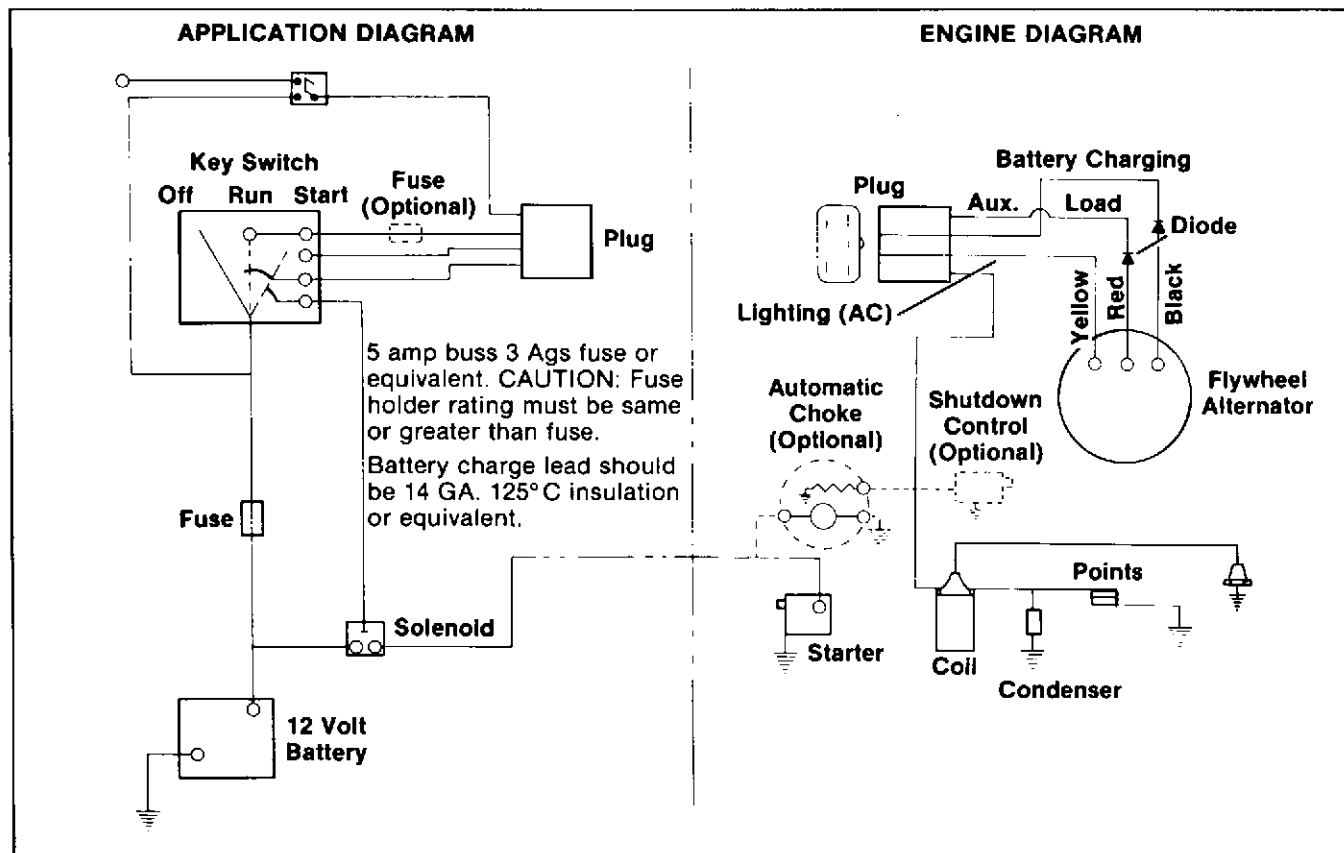 APPLICATION DIAGRAM
Key Switch
Off Run Start
Fuse
(Optional)
Plug
5 amp buss 3 Ags fuse or
equivalent. CAUTION: Fuse
holder rating must be same
or greater than fuse.
Battery charge lead should
be 14 GA. 125°C insulation
or equivalent.
Fuse
Solenoid
12 Volt
Battery
ENGINE DIAGRAM
Battery Charging
Plug
Aux. Load
Diode
Lighting (AC)
Yellow
Red
Black
Flywheel
Alternator
Automatic
Choke
(Optional)
Shutdown
Control
(Optional)
Points
Starter
Coil
Condenser